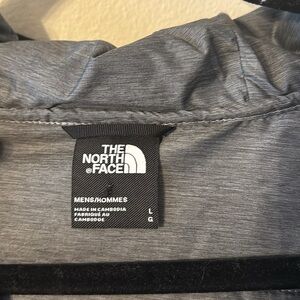 THE
NORTH
FACE
MENS/HOMMES
MADE IN CAMBODIA
FABRIQUÉ AU
CAMBODGE
L
G